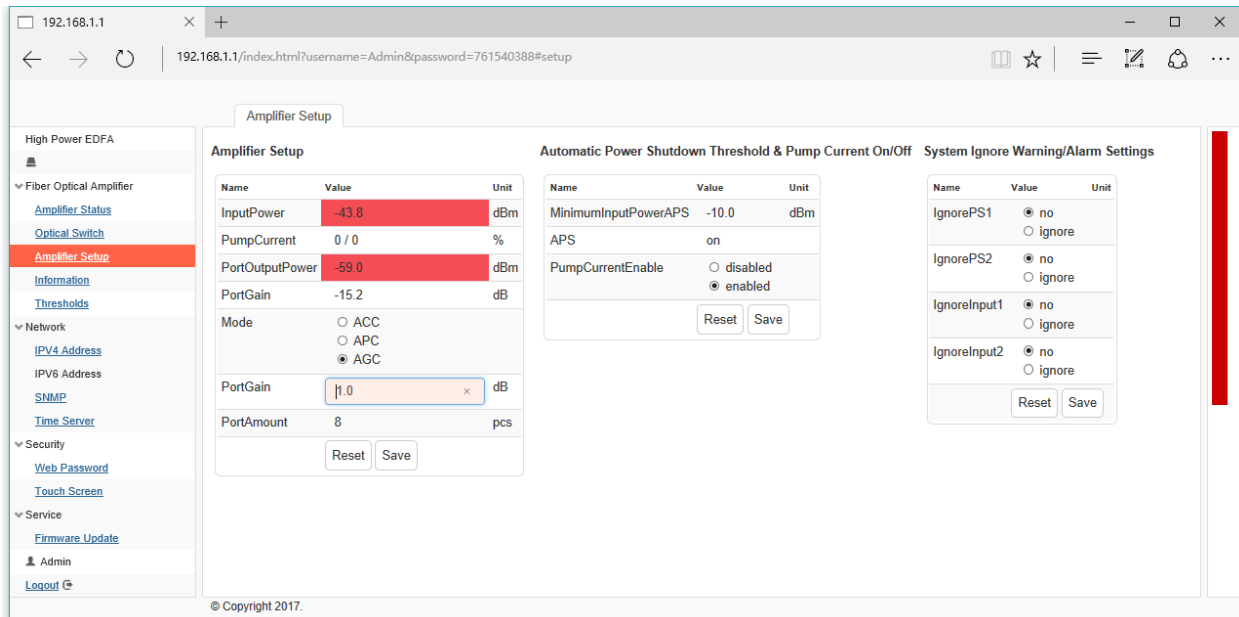 192.168.1.1
192.168.1.1/index.html?username=Admin&password=761540388#setup
Amplifier Setup
High Power EDFA
Fiber Optical Amplifier
Amplifier Status
Optical Switch
Amplifier Setup
Information
Thresholds
Network
IPV4 Address
IPV6 Address
SNMP
Time Server
Security
Web Password
Touch Screen
Service
Firmware Update
Admin
Logout
Amplifier Setup
Name Value Unit
InputPower -43.8 dBm
PumpCurrent 0 / 0 %
PortOutputPower -59.0 dBm
PortGain -15.2 dB
Mode ACC
APC
AGC
PortGain 1.0 dB
PortAmount 8 pcs
Reset Save
Automatic Power Shutdown Threshold & Pump Current On/Off
Name Value Unit
MinimumInputPowerAPS -10.0 dBm
APS on
PumpCurrentEnable disabled
enabled
Reset Save
System Ignore Warning/Alarm Settings
Name Value Unit
IgnorePS1 no
ignore
IgnorePS2 no
ignore
IgnoreInput1 no
ignore
IgnoreInput2 no
ignore
Reset Save
© Copyright 2017.